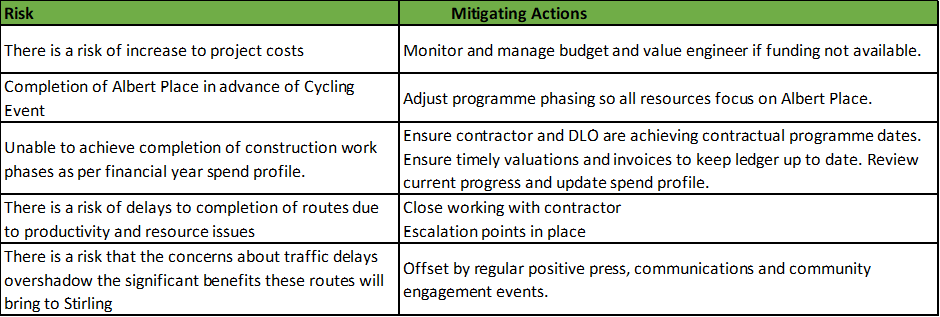 Risk
Mitigating Actions
There is a risk of increase to project costs
Monitor and manage budget and value engineer if funding not available.
Completion of Albert Place in advance of Cycling
Event
Adjust programme phasing so all resources focus on Albert Place.
Unable to achieve completion of construction work
phases as per financial year spend profile.
Ensure contractor and DLO are achieving contractual programme dates.
Ensure timely valuations and invoices to keep ledger up to date. Review
current progress and update spend profile.
There is a risk of delays to completion of routes due
to productivity and resource issues
Close working with contractor
Escalation points in place
There is a risk that the concerns about traffic delays
overshadow the significant benefits these routes will
bring to Stirling
Offset by regular positive press, communications and community
engagement events.